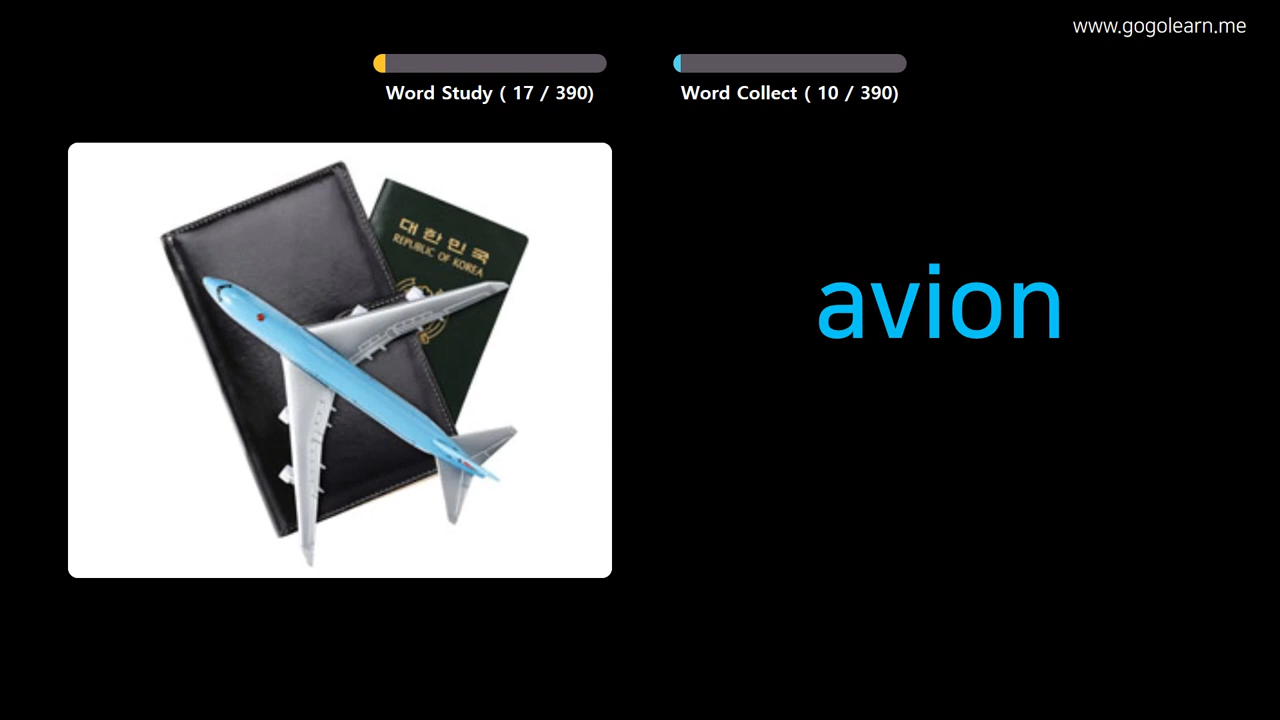 www.gogolearn.me
Word Study ( 17 / 390)
Word Collect ( 10 / 390)
대한민국
REPUBLIC OF KOREA
avion